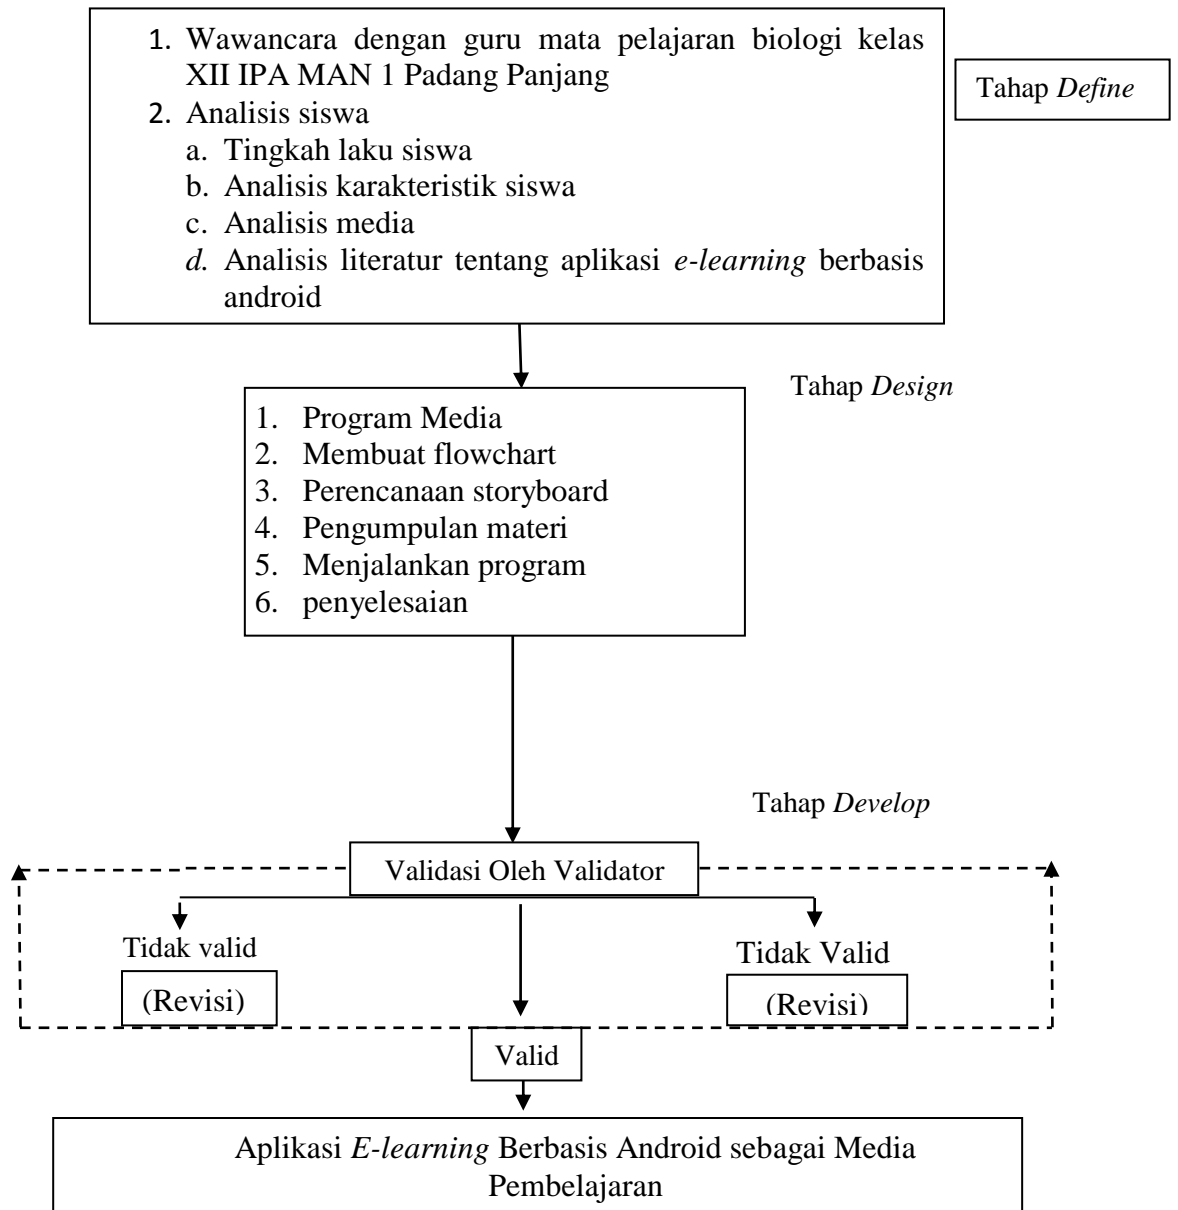 1. Wawancara dengan guru mata pelajaran biologi kelas
XII IPA MAN 1 Padang Panjang
2. Analisis siswa
a. Tingkah laku siswa
b. Analisis karakteristik siswa
c. Analisis media
d. Analisis literatur tentang aplikasi e-learning berbasis
android
Tahap Define
Tahap Design
1. Program Media
2. Membuat flowchart
3. Perencanaan storyboard
4. Pengumpulan materi
5. Menjalankan program
6. penyelesaian
Tahap Develop
Validasi Oleh Validator
Tidak valid
(Revisi)
Tidak Valid
(Revisi)
Valid
Aplikasi E-learning Berbasis Android sebagai Media
Pembelajaran